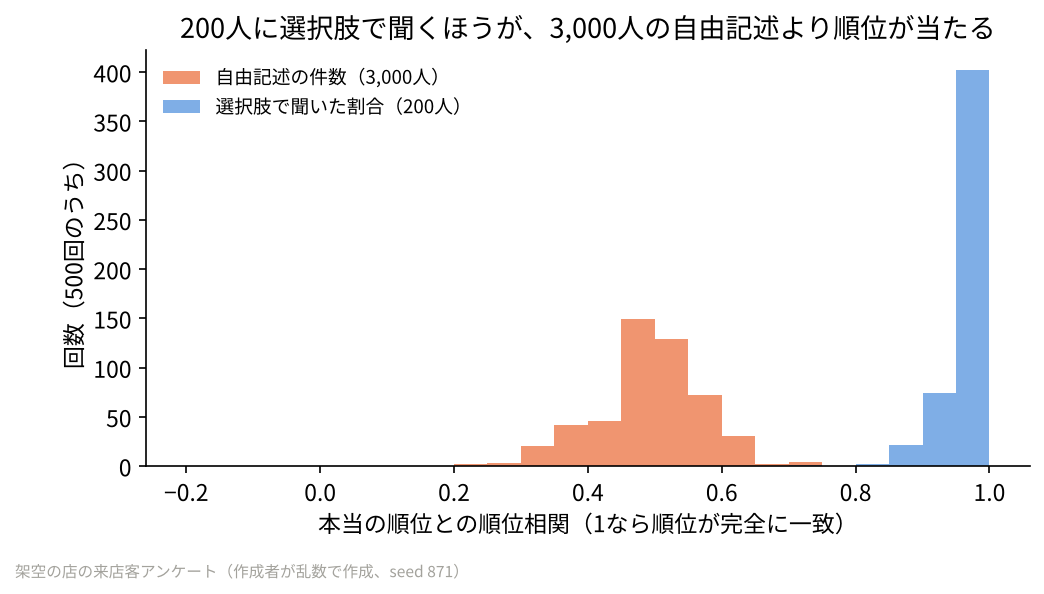 200人に選択肢で聞くほうが、3,000人の自由記述より順位が当たる
自由記述の件数（3,000人）
選択肢で聞いた割合（200人）
回数（500回のうち）
400
350
300
250
200
150
100
50
0
−0.2 0.0 0.2 0.4 0.6 0.8 1.0
本当の順位との順位相関（1なら順位が完全に一致）
架空の店の来店客アンケート（作成者が乱数で作成、seed 871）